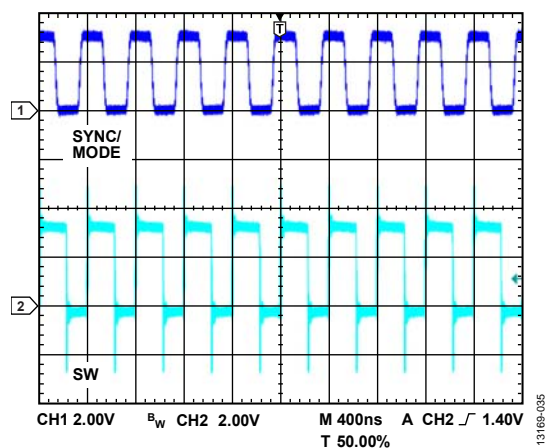 T
1
SYNC/
MODE
2
SW
CH1 2.00V BW CH2 2.00V M 400ns A CH2 1.40V
T 50.00%
13169-035